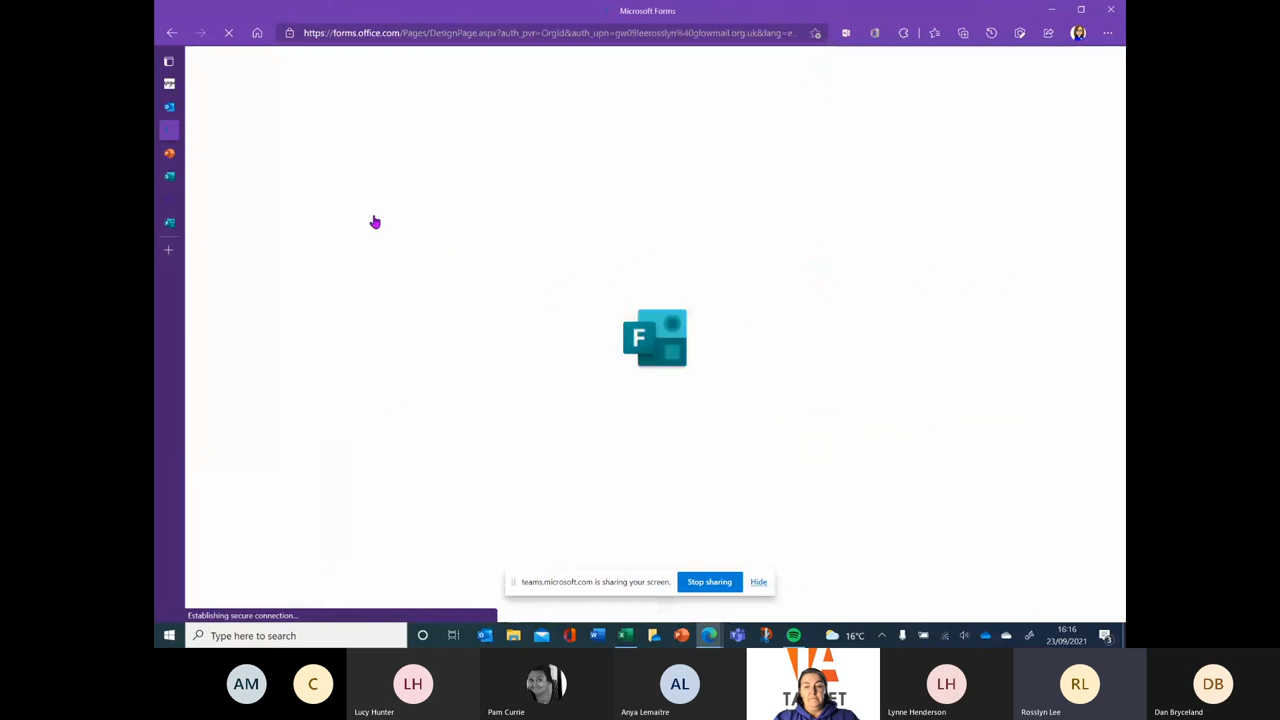 Microsoft Forms
https://forms.office.com/Pages/DesignPage.aspx?auth_pvr=OrgId&auth_upn=gw09leerosslyn%40glowmail.org.uk&lang=e...
F
teams.microsoft.com is sharing your screen.
Stop sharing
Hide
Establishing secure connection...
Type here to search
16°C
16:16
23/09/2021
AM
C
LH
AL
LH
RL
DB
Lucy Hunter
Pam Currie
Anya Lemaitre
Lynne Henderson
Rosslyn Lee
Dan Bryceland